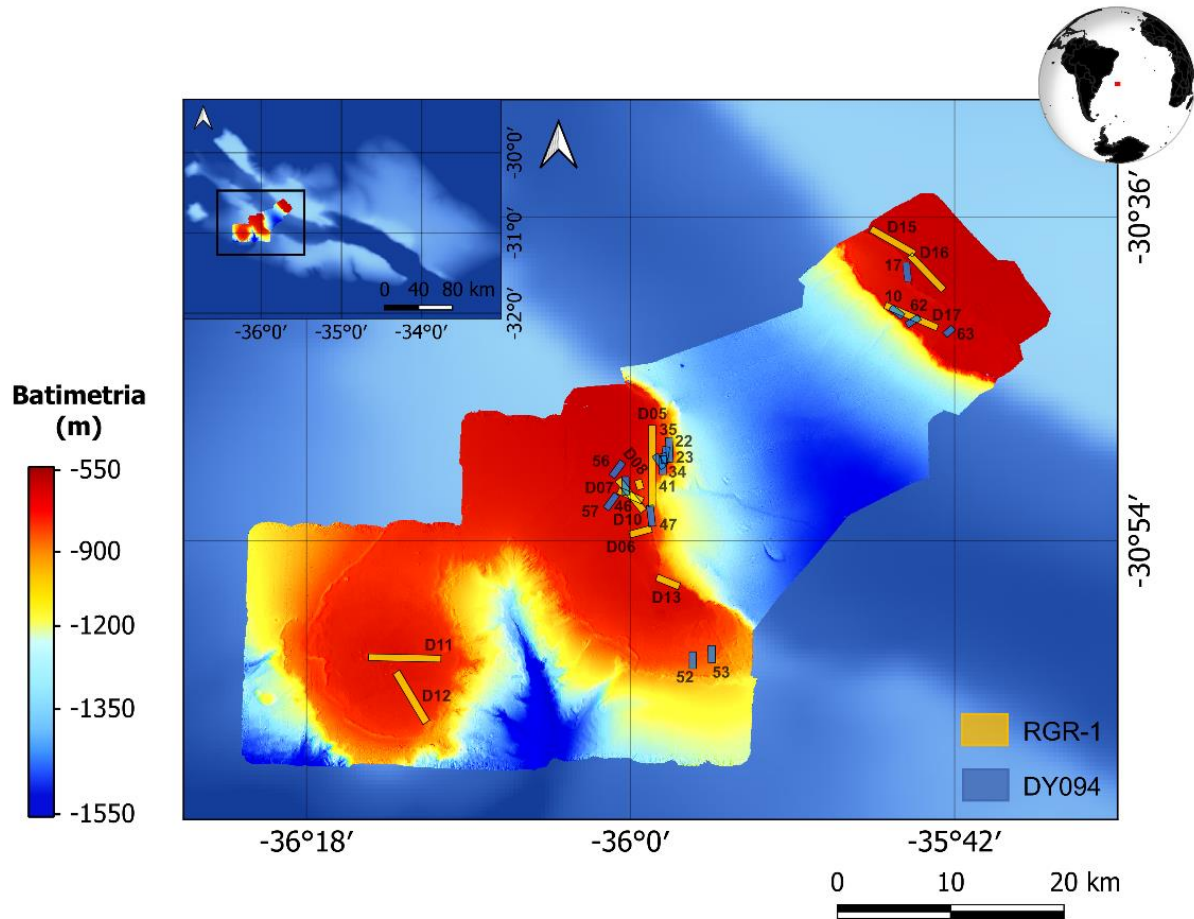 -30°0'
-31°0'
-32°0'
0 40 80 km
-36°0' -35°0' -34°0'
Batimetria
(m)
-550
-900
-1200
-1350
-1550
-30°36'
-30°54'
D15
D16
17
10
62
D17
63
D05
35
22
23
34
41
56
D08
D07
46
57
D10
47
D06
D13
52
53
D11
D12
RGR-1
DY094
-36°18' -36°0' -35°42'
0 10 20 km